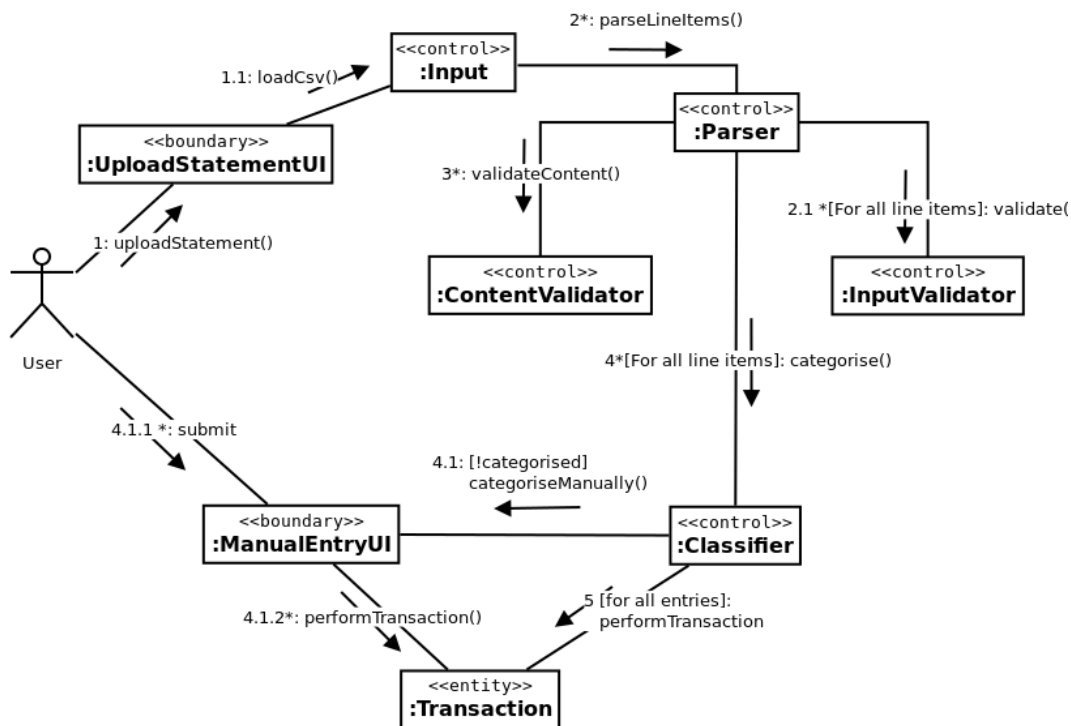 2*: parseLineItems()
<<control>>
:Input
1.1: loadCsv()
<<control>>
:Parser
<<boundary>>
:UploadStatementUI
3*: validateContent()
2.1 *[For all line items]: validate(
1: uploadStatement()
<<control>>
:ContentValidator
<<control>>
:InputValidator
User
4*[For all line items]: categorise()
4.1.1 *: submit
4.1: [!categorised]
categoriseManually()
<<boundary>>
:ManualEntryUI
<<control>>
:Classifier
4.1.2*: performTransaction()
5 [for all entries]:
performTransaction
<<entity>>
:Transaction